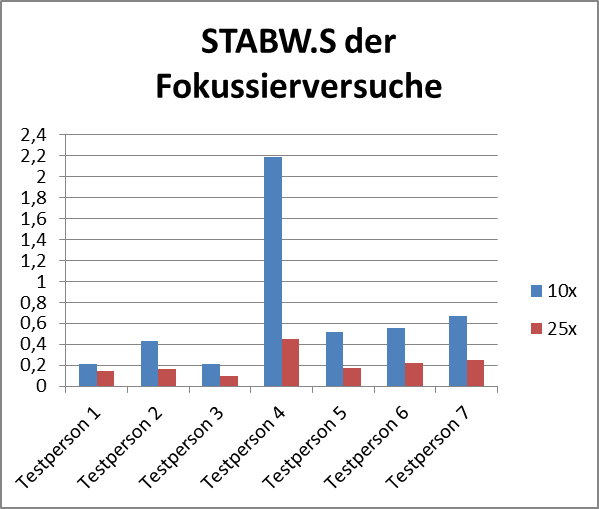 STABW.S der
Fokussierversuche
2,4
2,2
2
1,8
1,6
1,4
1,2
1
0,8
0,6
0,4
0,2
0
10x
25x
Testperson 1
Testperson 2
Testperson 3
Testperson 4
Testperson 5
Testperson 6
Testperson 7